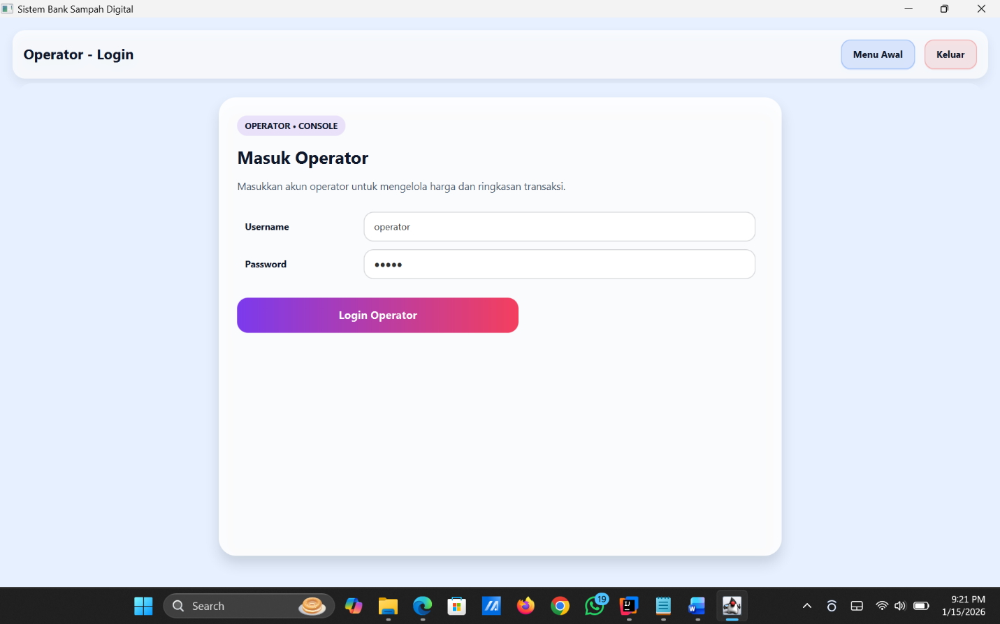 Sistem Bank Sampah Digital
Operator - Login
Menu Awal
Keluar
OPERATOR • CONSOLE
Masuk Operator
Masukkan akun operator untuk mengelola harga dan ringkasan transaksi.
Username
operator
Password
•••••
Login Operator
Search
19
9:21 PM
1/15/2026